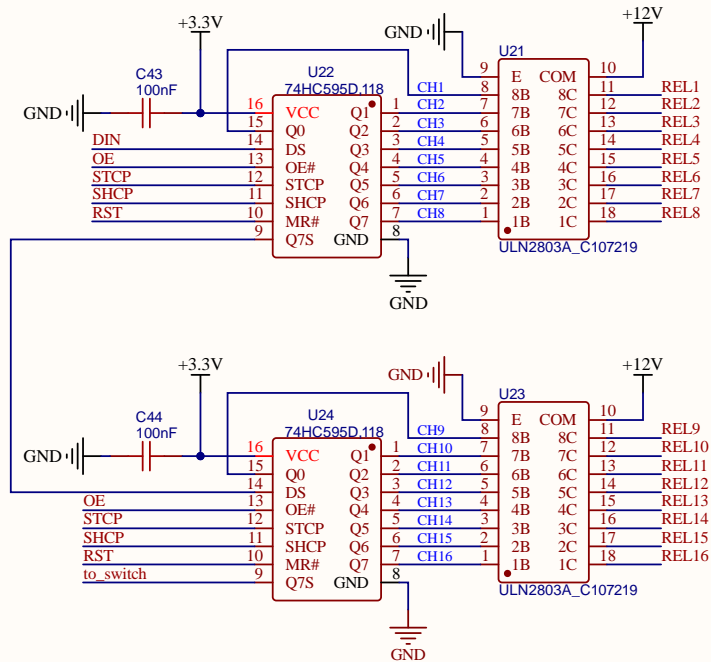 +3.3V
+12V
GND
U21
C43
100nF
U22
74HC595D,118
GND
9 E COM 10
CH1 8 8B 8C 11 REL1
16 VCC Q1 1 CH2 7 7B 7C 12 REL2
15 Q0 Q2 2 CH3 6 6B 6C 13 REL3
DIN 14 DS Q3 3 CH4 5 5B 5C 14 REL4
OE 13 OE# Q4 4 CH5 4 4B 4C 15 REL5
STCP 12 STCP Q5 5 CH6 3 3B 3C 16 REL6
SHCP 11 SHCP Q6 6 CH7 2 2B 2C 17 REL7
RST 10 MR# Q7 7 CH8 1 1B 1C 18 REL8
9 Q7S GND 8
ULN2803A_C107219
GND
+3.3V
+12V
GND
U23
C44
100nF
U24
74HC595D,118
GND
9 E COM 10
CH9 8 8B 8C 11 REL9
16 VCC Q1 1 CH10 7 7B 7C 12 REL10
15 Q0 Q2 2 CH11 6 6B 6C 13 REL11
14 DS Q3 3 CH12 5 5B 5C 14 REL12
OE 13 OE# Q4 4 CH13 4 4B 4C 15 REL13
STCP 12 STCP Q5 5 CH14 3 3B 3C 16 REL14
SHCP 11 SHCP Q6 6 CH15 2 2B 2C 17 REL15
RST 10 MR# Q7 7 CH16 1 1B 1C 18 REL16
to_switch 9 Q7S GND 8
ULN2803A_C107219
GND